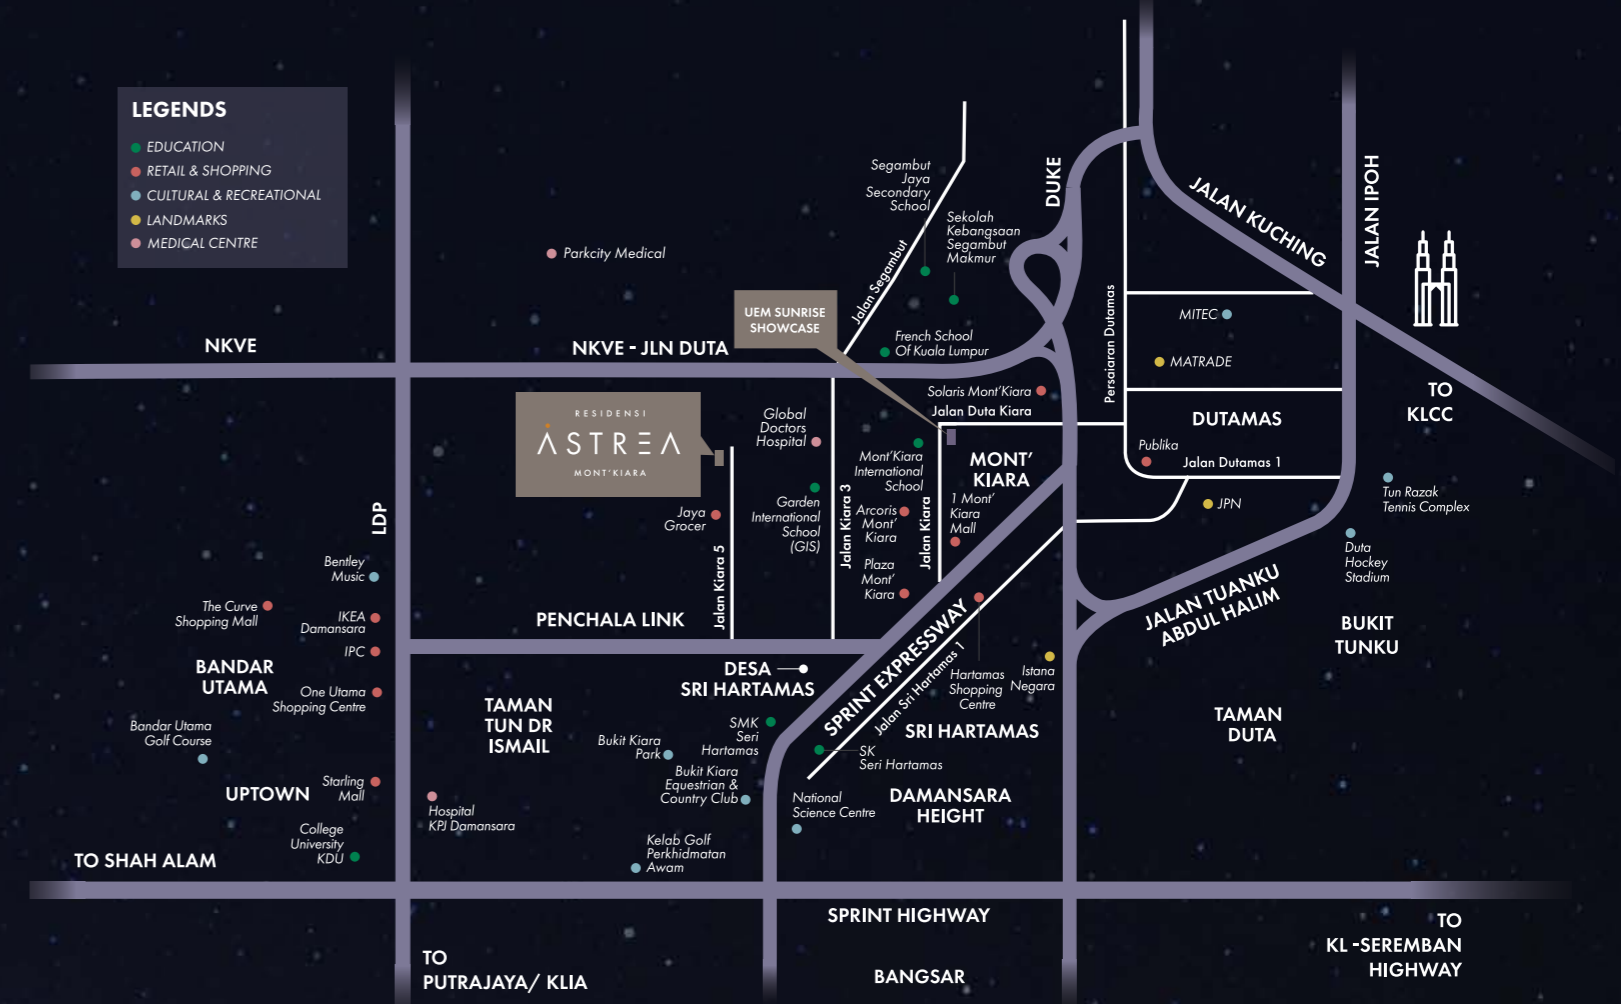 LEGENDS
EDUCATION
RETAIL & SHOPPING
CULTURAL & RECREATIONAL
LANDMARKS
MEDICAL CENTRE
Parkcity Medical
Segambut
Jaya
Secondary
School
Sekolah
Kebangsaan
Segambut
Makmur
Jalan Segambut
DUKE
JALAN KUCHING
JALAN IPOH
Persaiaran Dutamas
MITEC
MATRADE
UEM SUNRISE
SHOWCASE
French School
Of Kuala Lumpur
NKVE
NKVE - JLN DUTA
Solaris Mont'Kiara
Jalan Duta Kiara
TO
KLCC
DUTAMAS
Publika
Jalan Dutamas 1
JPN
RESIDENSI
ASTREA
MONT'KIARA
Global
Doctors
Hospital
Garden
International
School
(GIS)
Jalan Kiara 3
Mont'Kiara
International
School
Arcoris
Mont'
Kiara
Plaza
Mont'
Kiara
Jalan Kiara
MONT'
KIARA
1 Mont'
Kiara
Mall
Jaya
Grocer
Jalan Kiara 5
LDP
Tun Razak
Tennis Complex
Duta
Hockey
Stadium
Bentley
Music
The Curve
Shopping Mall
IKEA
Damansara
IPC
BANDAR
UTAMA
One Utama
Shopping Centre
Bandar Utama
Golf Course
UPTOWN
Starling
Mall
College
University
KDU
TO SHAH ALAM
PENCHALA LINK
DESA
SRI HARTAMAS
TAMAN
TUN DR
ISMAIL
SMK
Seri
Hartamas
Bukit Kiara
Park
Bukit Kiara
Equestrian &
Country Club
Hospital
KPJ Damansara
Kelab Golf
Perkhidmatan
Awam
SPRINT EXPRESSWAY
Jalan Sri Hartamas 1
Hartamas
Shopping
Centre
Istana
Negara
SRI HARTAMAS
SK
Seri Hartamas
National
Science Centre
DAMANSARA
HEIGHT
JALAN TUANKU
ABDUL HALIM
BUKIT
TUNKU
TAMAN
DUTA
SPRINT HIGHWAY
BANGSAR
TO
PUTRAJAYA/ KLIA
TO
KL -SEREMBAN
HIGHWAY